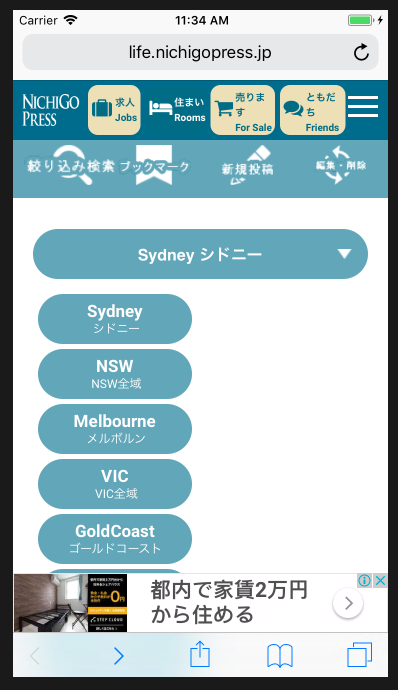 Carrier 11:34 AM
life.nichigopress.jp
NICHIGO
PRESS
求人
Jobs
住まい
Rooms
売りま
す
For Sale
ともだ
ち
Friends
絞り込み検索
ブックマーク
新規投稿
編集・削除
Sydney シドニー
Sydney
シドニー
NSW
NSW全域
Melbourne
メルボルン
VIC
VIC全域
GoldCoast
ゴールドコースト
0円
STEP CLOUD
都内で家賃2万円
から住める